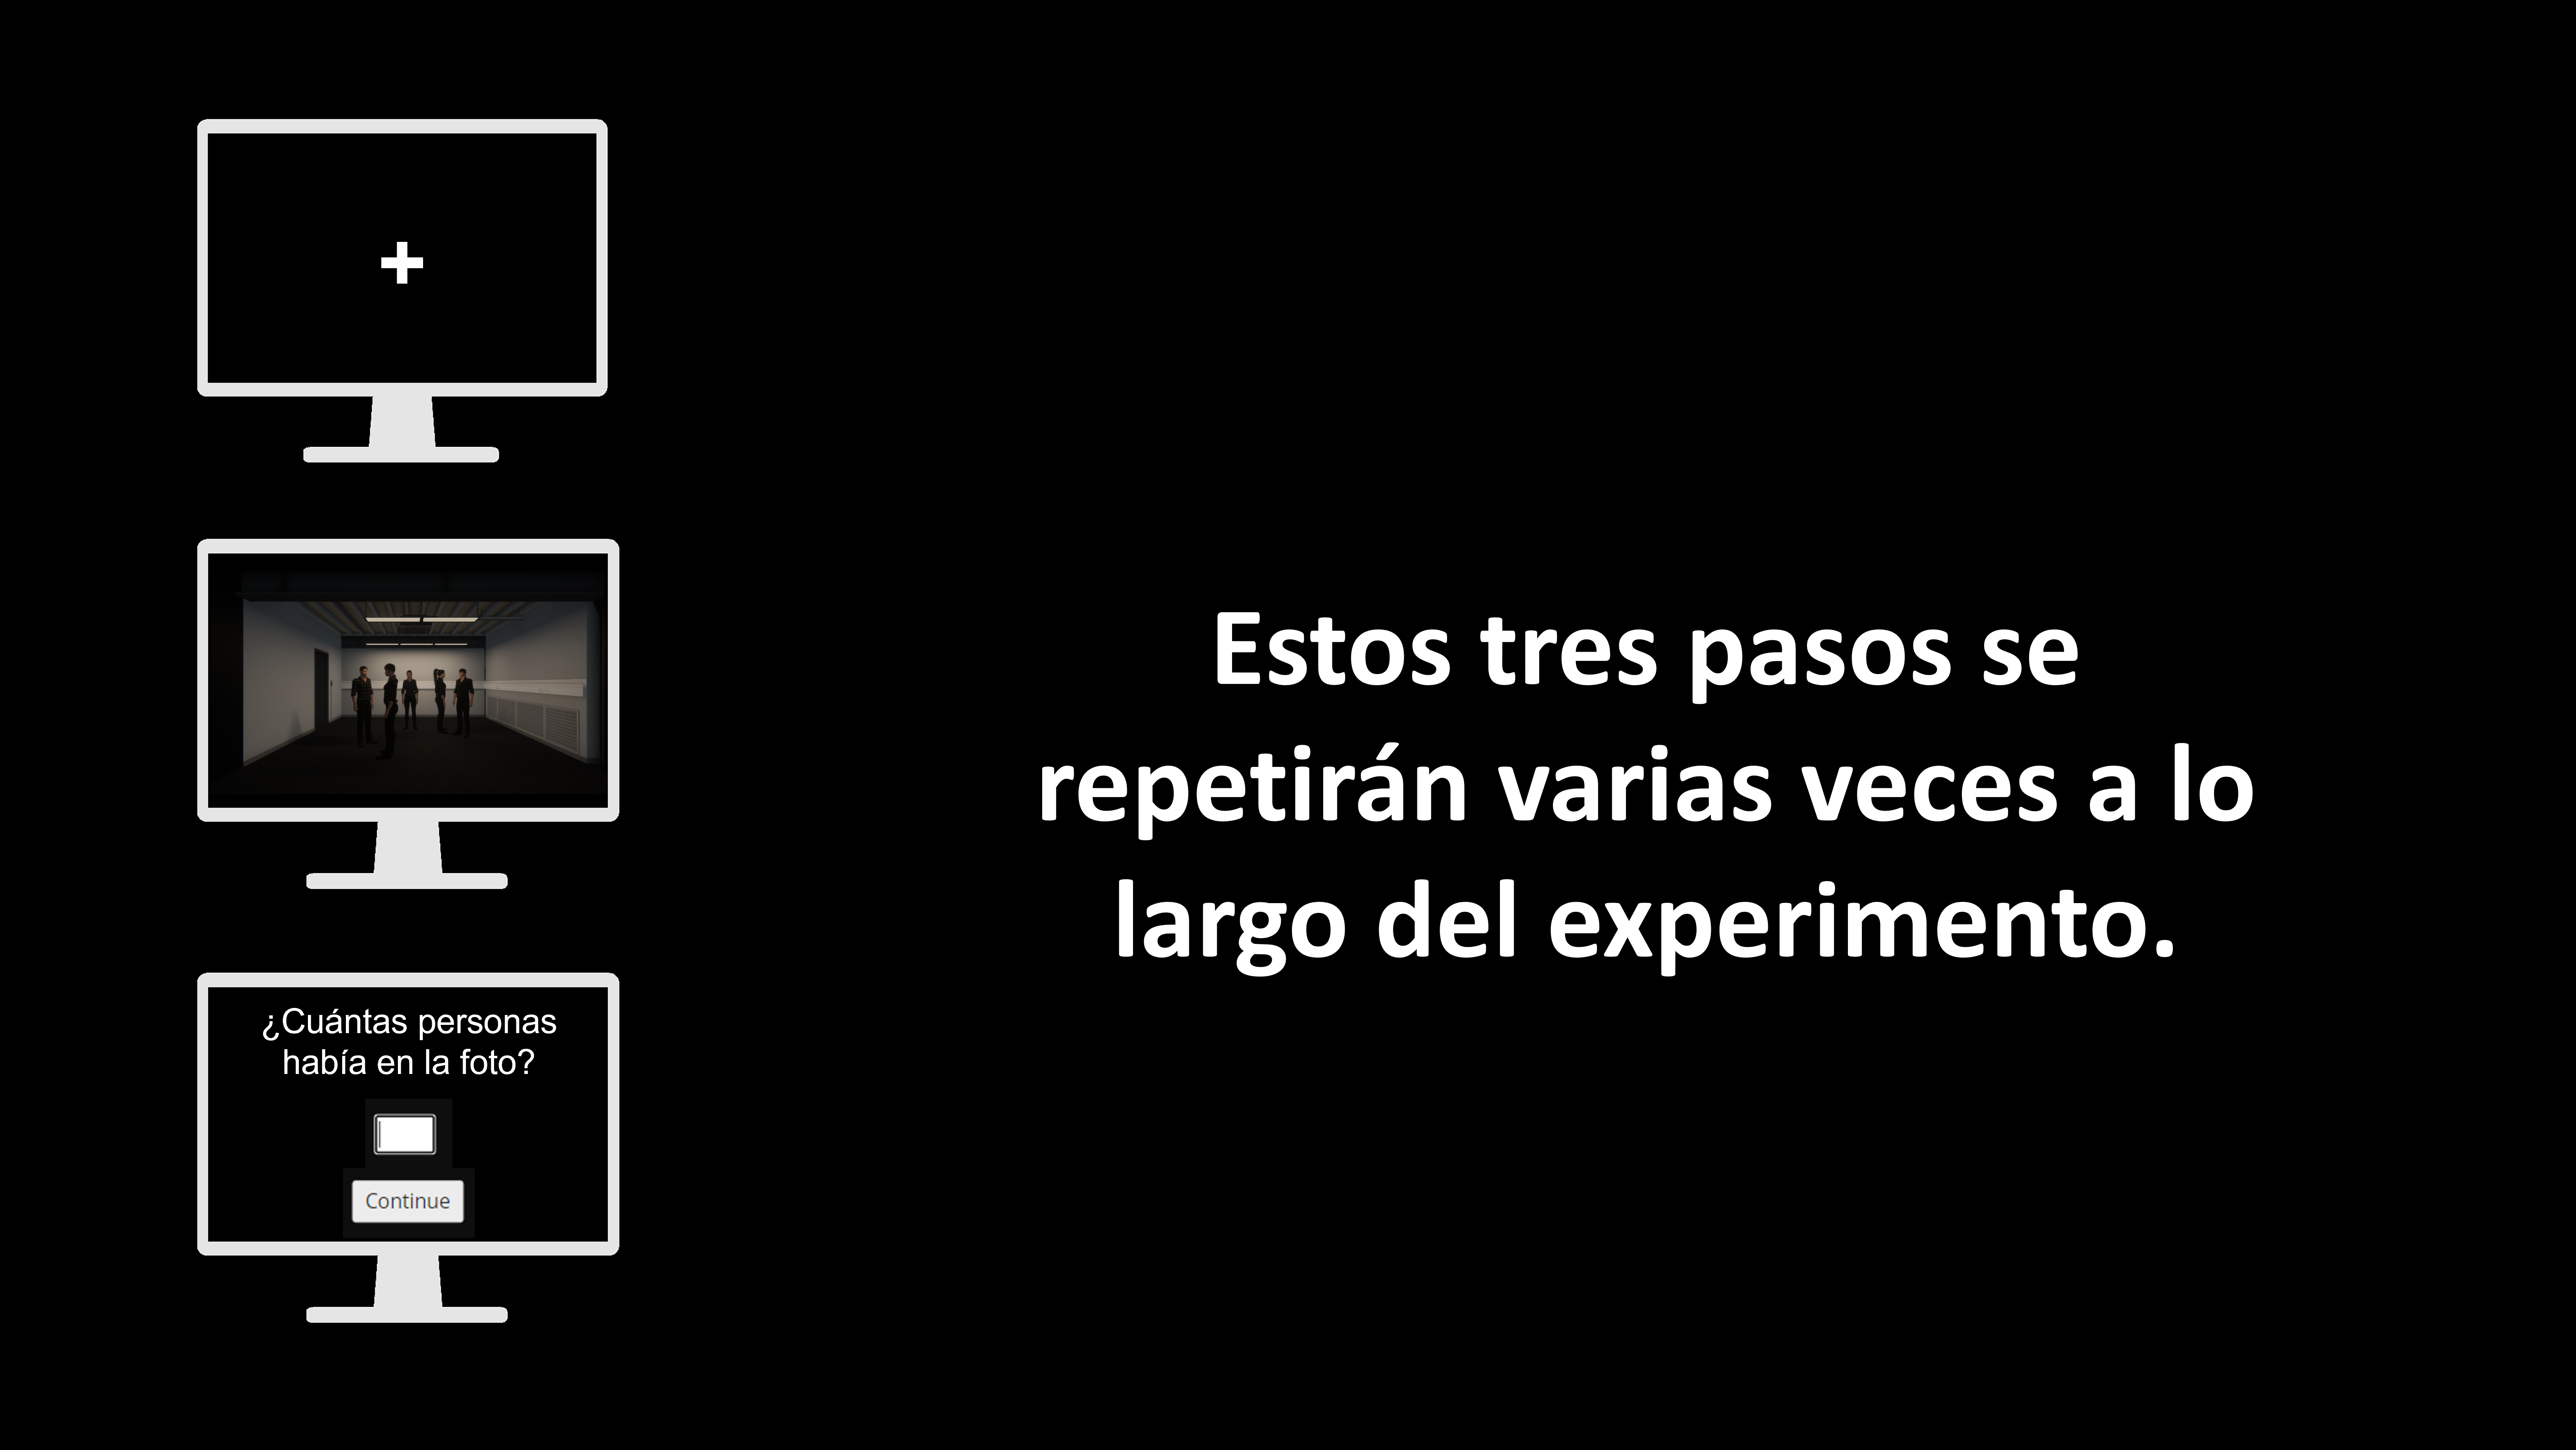 +
¿Cuántas personas
había en la foto?
Continue
Estos tres pasos se
repetirán varias veces a lo
largo del experimento.